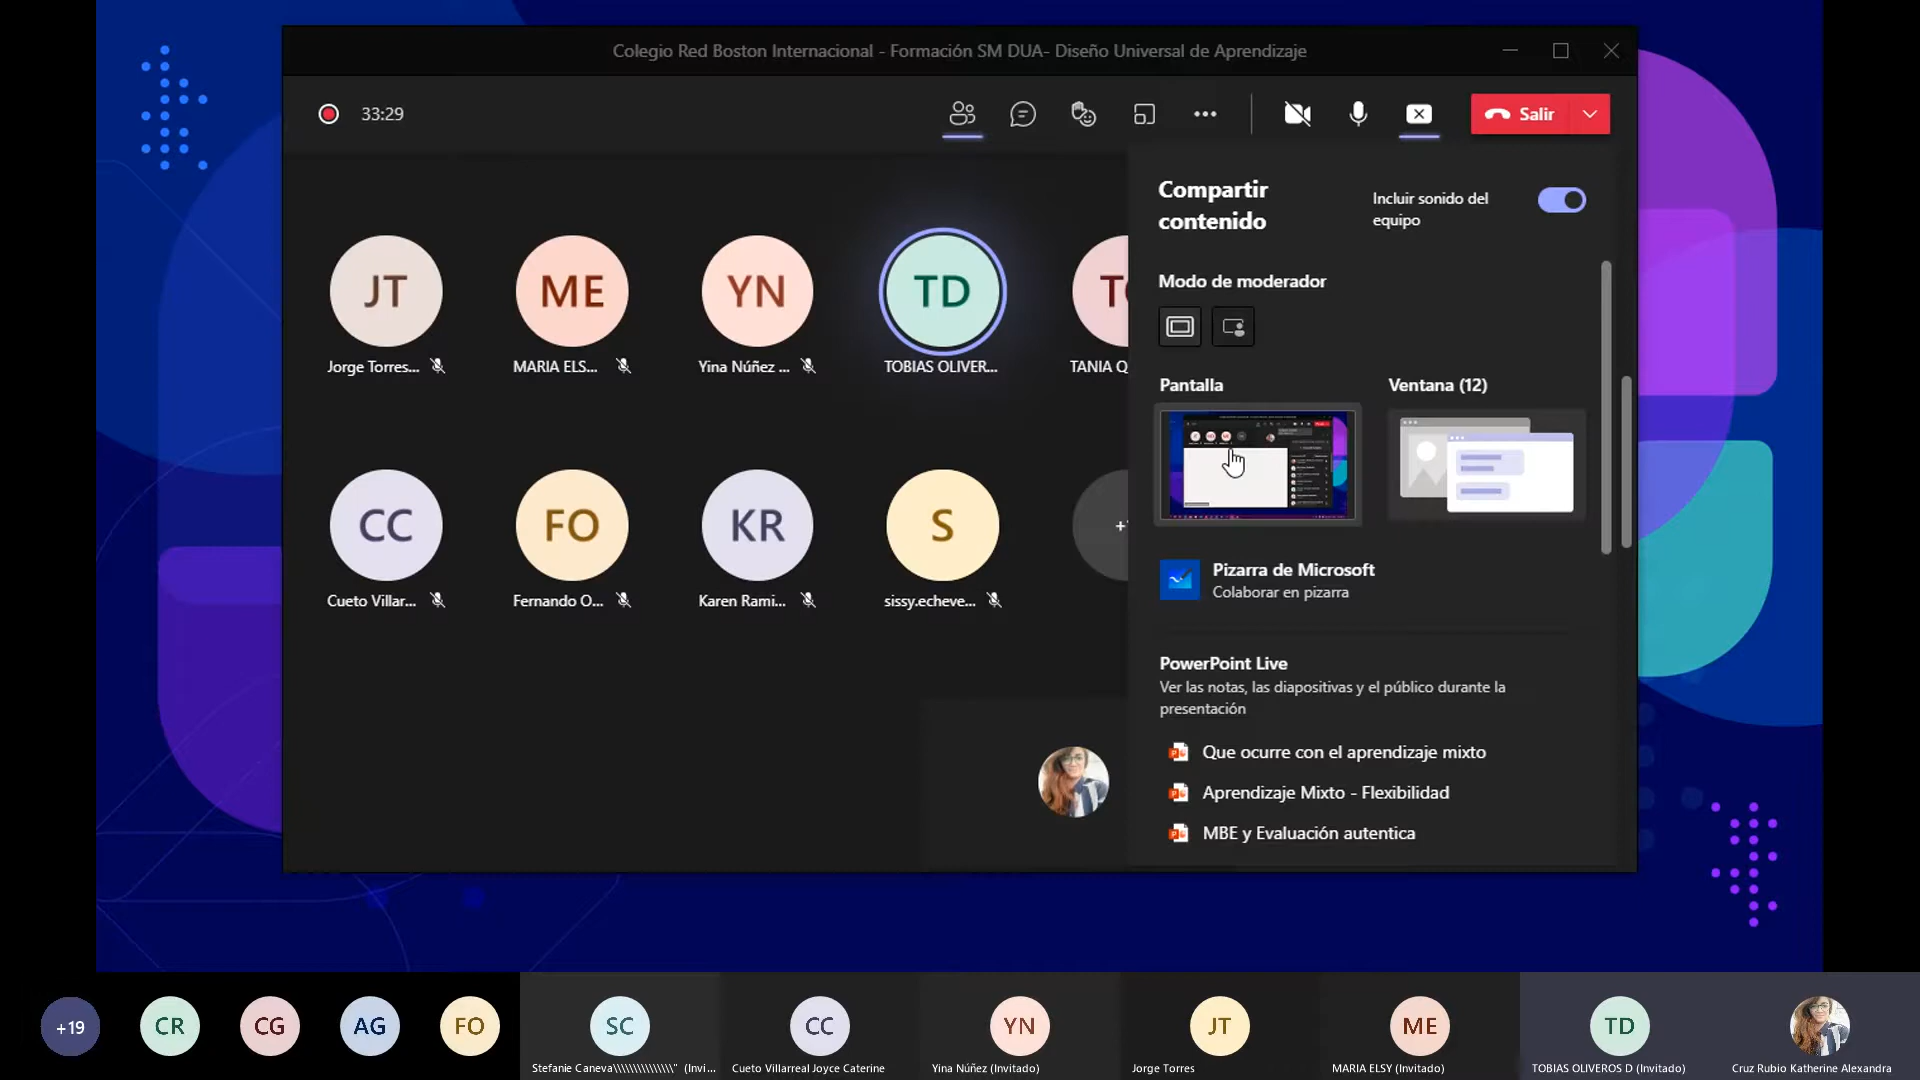 Colegio Red Boston Internacional - Formación SM DUA- Diseño Universal de Aprendizaje
33:29
Salir
Compartir contenido
Incluir sonido del equipo
Modo de moderador
Pantalla
Ventana (12)
Pizarra de Microsoft
Colaborar en pizarra
PowerPoint Live
Ver las notas, las diapositivas y el público durante la
presentación
Que ocurre con el aprendizaje mixto
Aprendizaje Mixto - Flexibilidad
MBE y Evaluación autentica
JT
ME
YN
TD
Jorge Torres...
MARIA ELS...
Yina Núñez ...
TOBIAS OLIVER...
TANIA Q
CC
FO
KR
S
Cueto Villar...
Fernando O...
Karen Rami...
sissy.echeve...
+19
CR
CG
AG
FO
SC
CC
YN
JT
ME
TD
Stefanie Caneva\\\\\\\\\\\\\\\" (Invi...
Cueto Villarreal Joyce Caterine
Yina Núñez (Invitado)
Jorge Torres
MARIA ELSY (Invitado)
TOBIAS OLIVEROS D (Invitado)
Cruz Rubio Katherine Alexandra